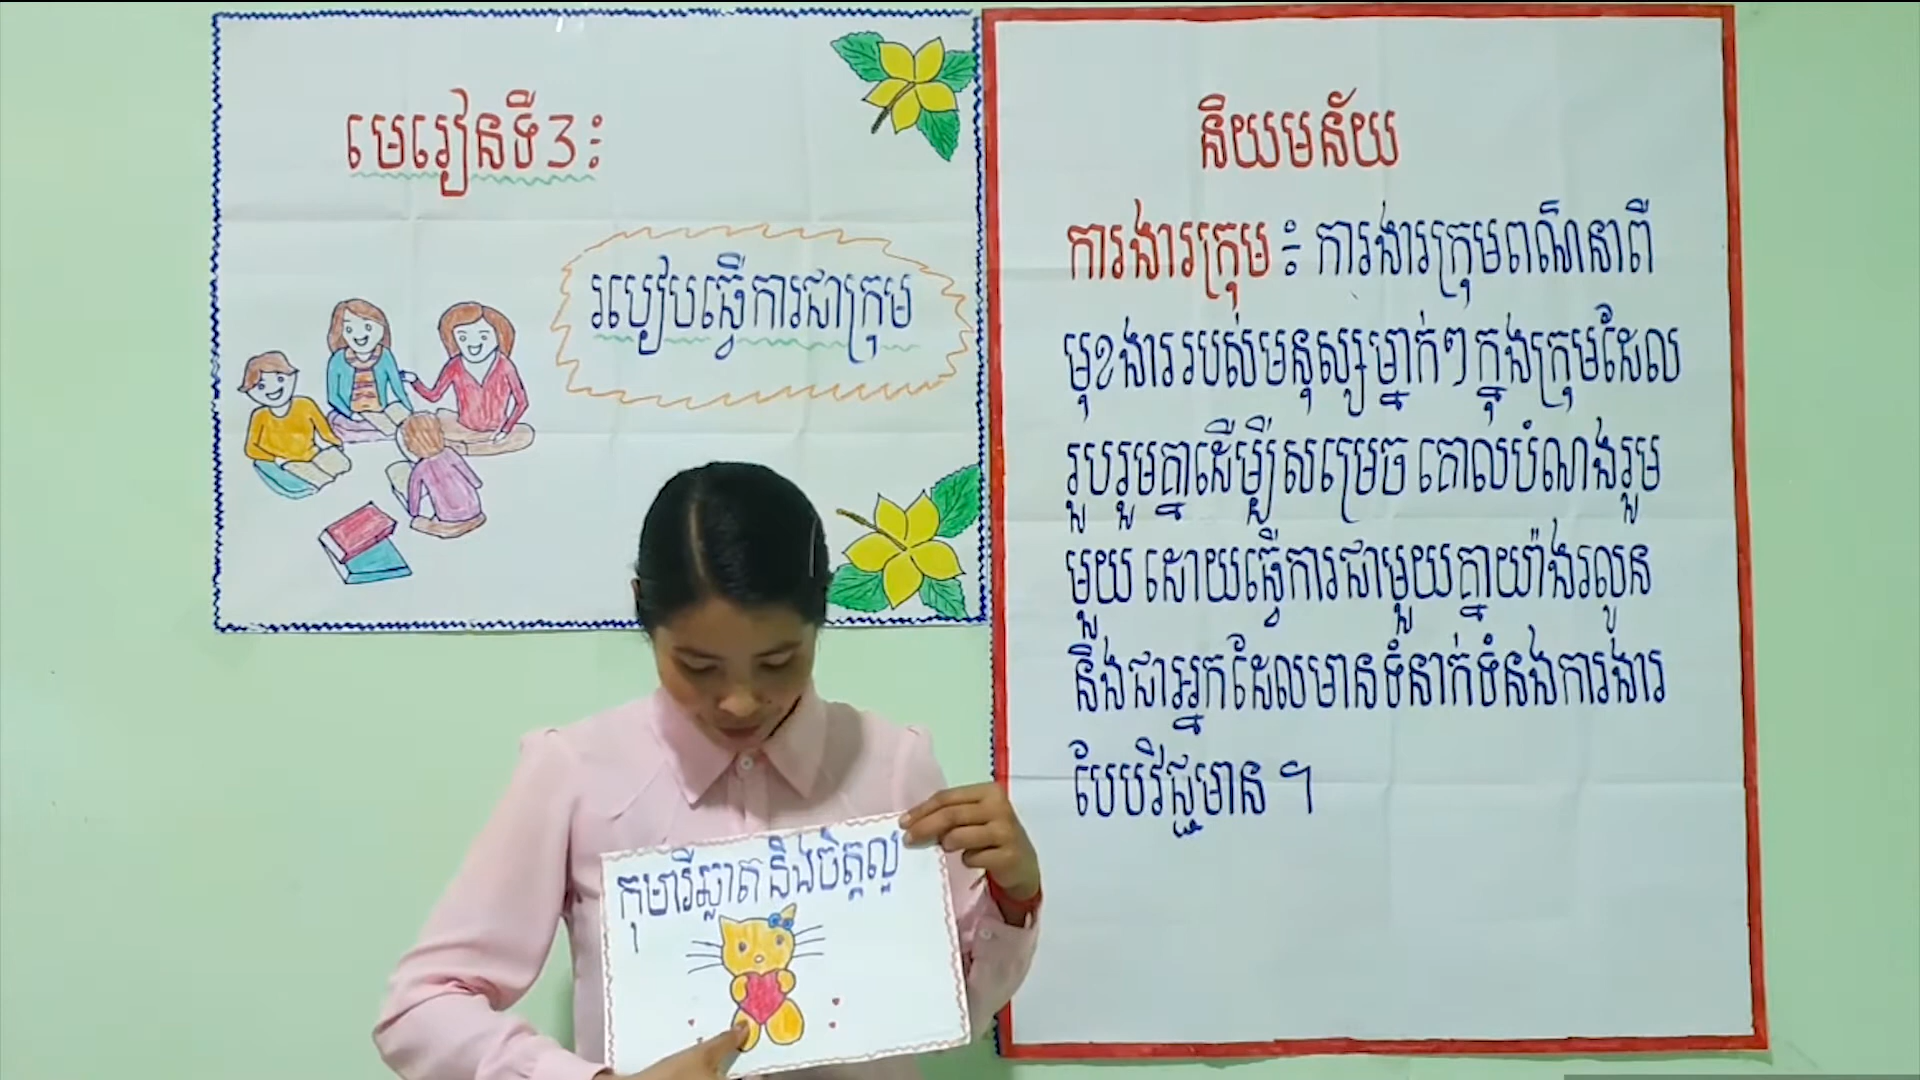 មេរៀនទី3៖
របៀបធ្វើការជាក្រុម
និយមន័យ
ការងារក្រុម ៖ ការងារក្រុមពណ៌នាពី
មុខងាររបស់មនុស្សម្នាក់ៗក្នុងក្រុមដែល
រួបរួមគ្នាដើម្បីសម្រេចគោលបំណងរួម
មួយ ដោយធ្វើការជាមួយគ្នាយ៉ាងរលូន
និងជាអ្នកដែលមានទំនាក់ទំនងការងារ
បែបវិជ្ជមាន ។
កុមារីឆ្លាត និងចិត្តល្អ